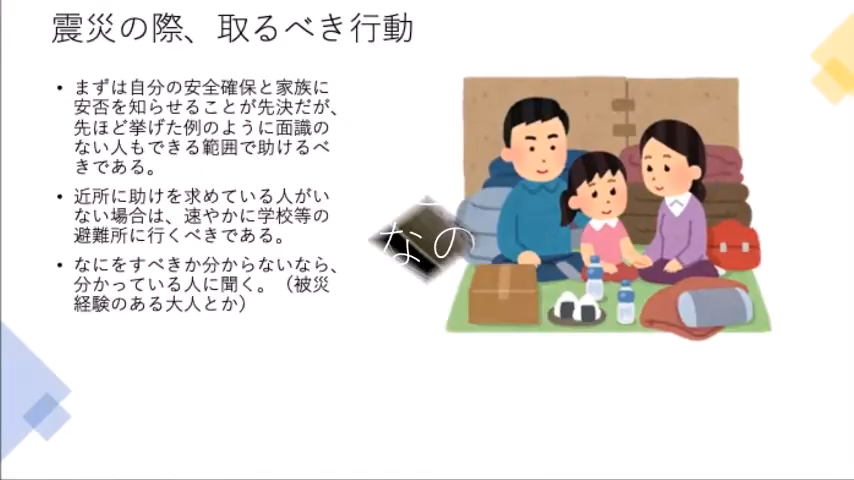 震災の際、取るべき行動
• まずは自分の安全確保と家族に
安否を知らせることが先決だが、
先ほど挙げた例のように面識の
ない人もできる範囲で助けるべ
きである。
• 近所に助けを求めている人がい
ない場合は、速やかに学校等の
避難所に行くべきである。
• なにをすべきか分からないなら、
分かっている人に聞く。（被災
経験のある大人とか）
なの